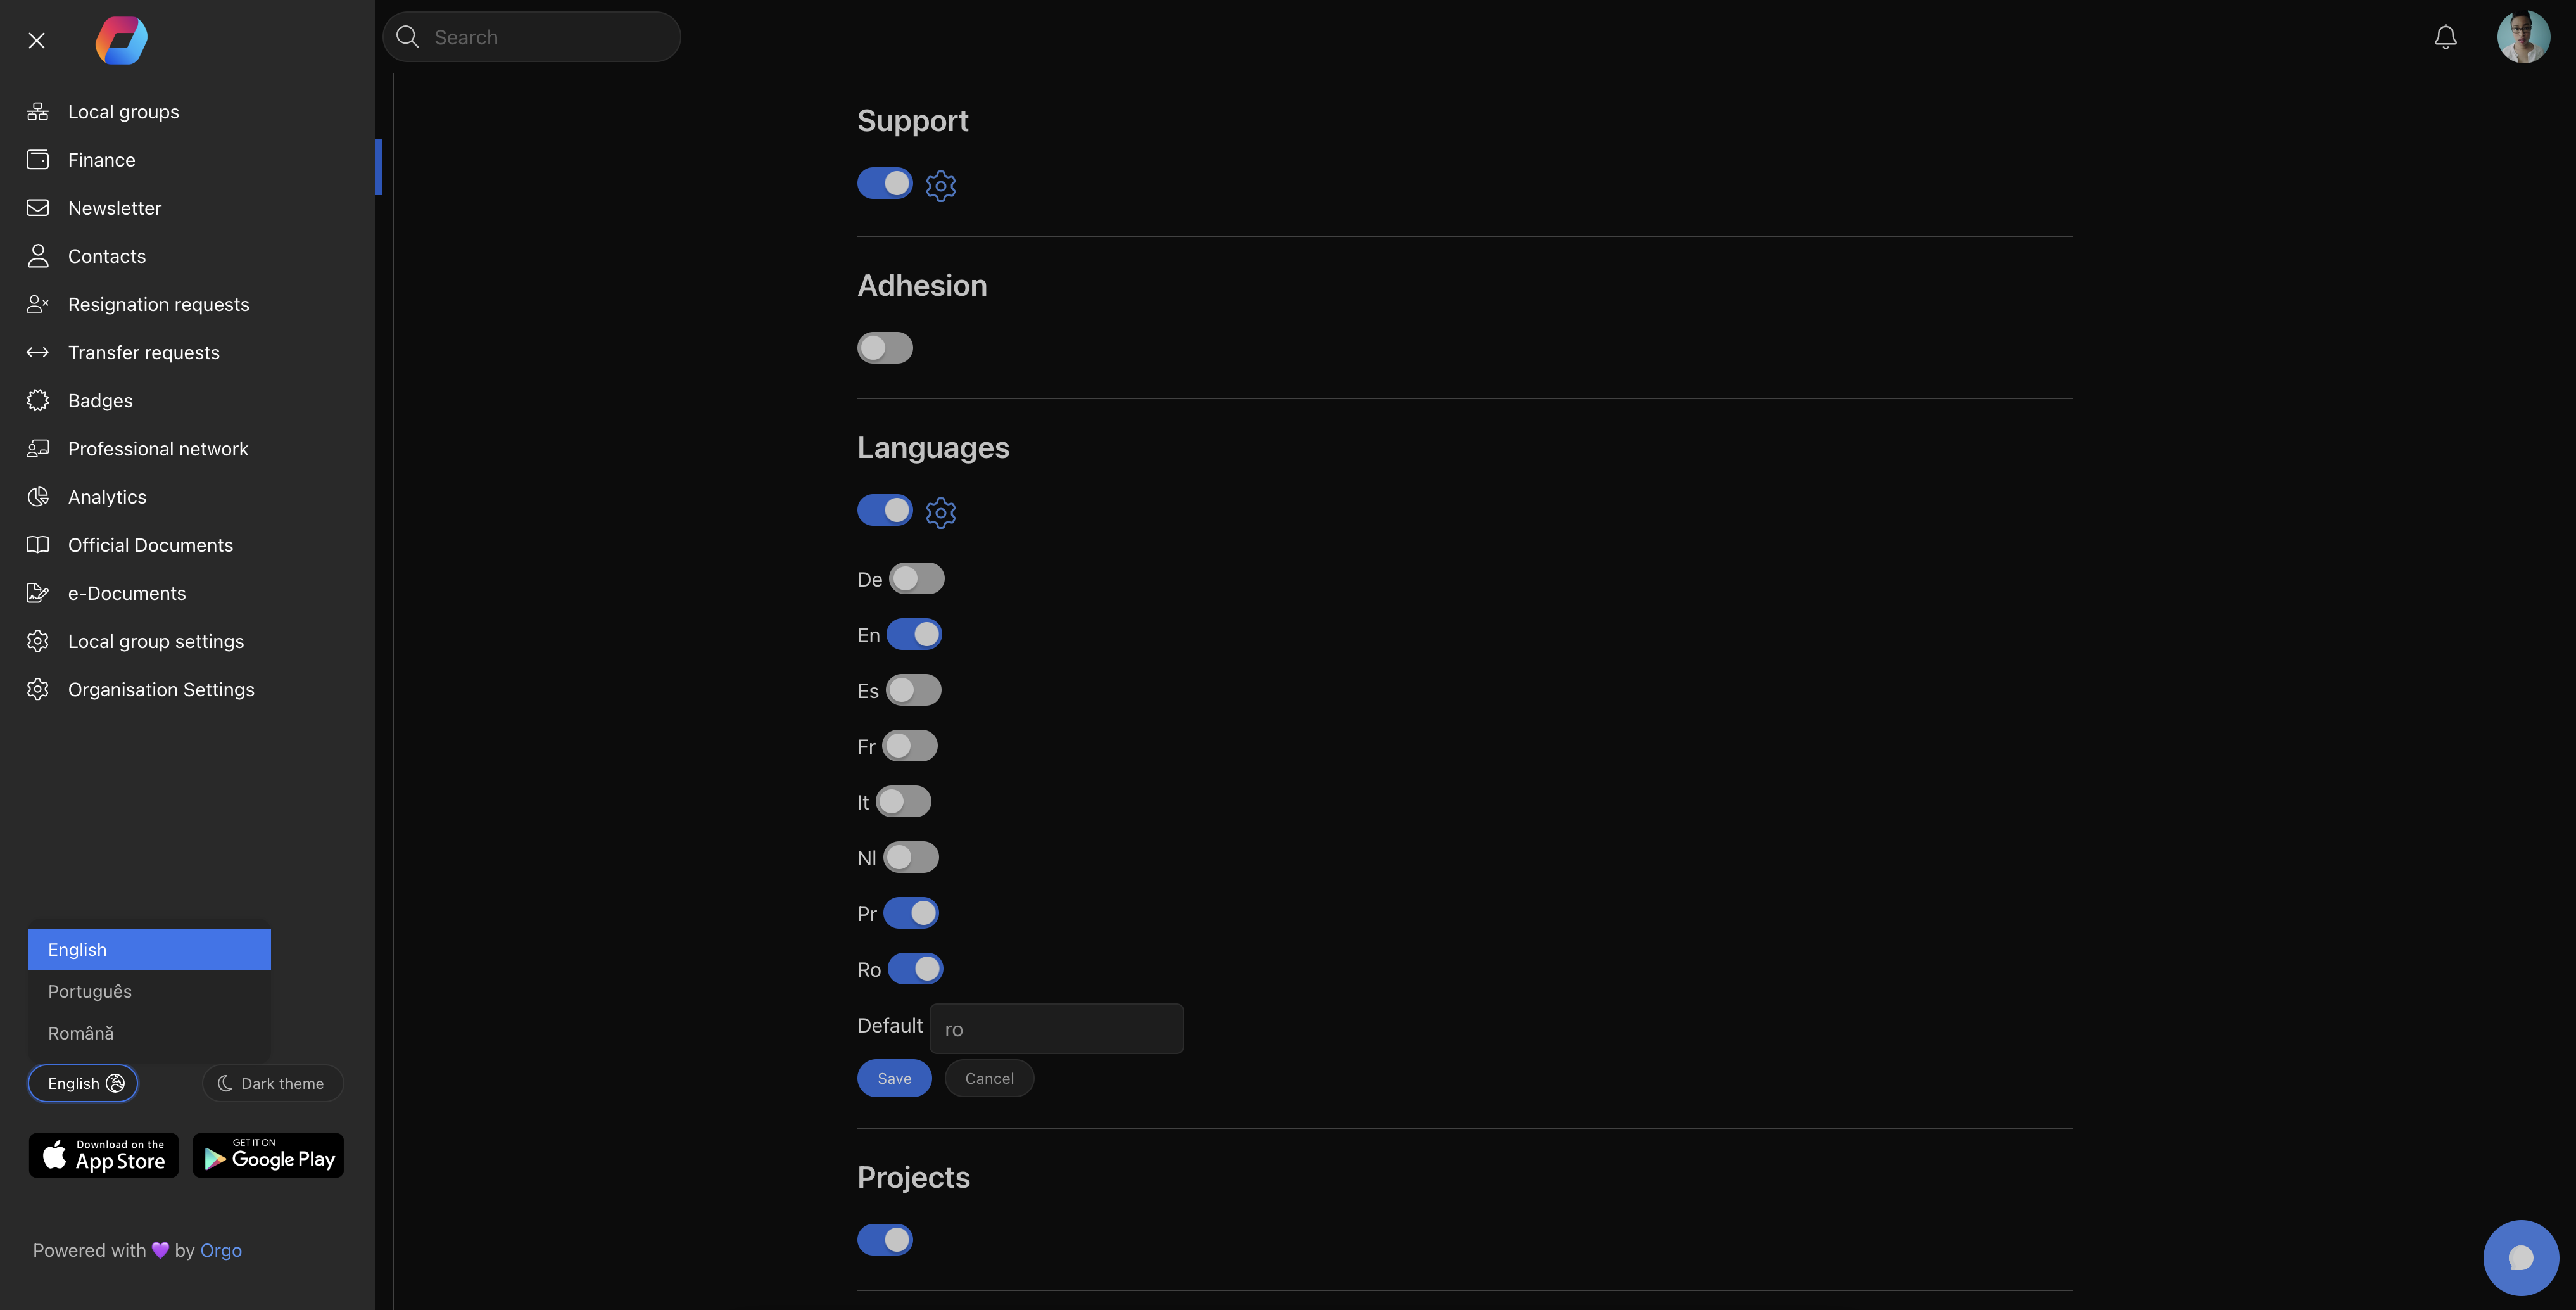 Search
Local groups
Finance
Newsletter
Contacts
Resignation requests
Transfer requests
Badges
Professional network
Analytics
Official Documents
e-Documents
Local group settings
Organisation Settings
English
Português
Română
English
Dark theme
Download on the
App Store
GET IT ON
Google Play
Powered with 💜 by Orgo
Support
Adhesion
Languages
De
En
Es
Fr
It
Nl
Pr
Ro
Default ro
Save Cancel
Projects